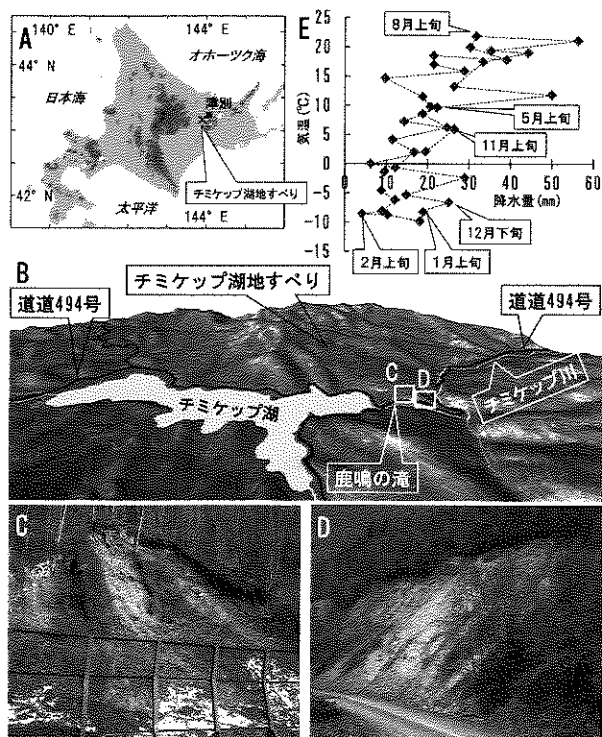 A
140° E
144° E
44° N
オホーツク海
日本海
津別
チミケップ湖地すべり
42° N
太平洋
144° E
E
25
20
15
10
5
0
-5
-10
-15
気温(℃)
10
20
30
40
50
60
降水量(mm)
8月上旬
5月上旬
11月上旬
12月下旬
1月上旬
2月上旬
B
道道494号
チミケップ湖地すべり
道道494号
チミケップ湖
C
D
チミケップ川
鹿鳴の滝
C
D